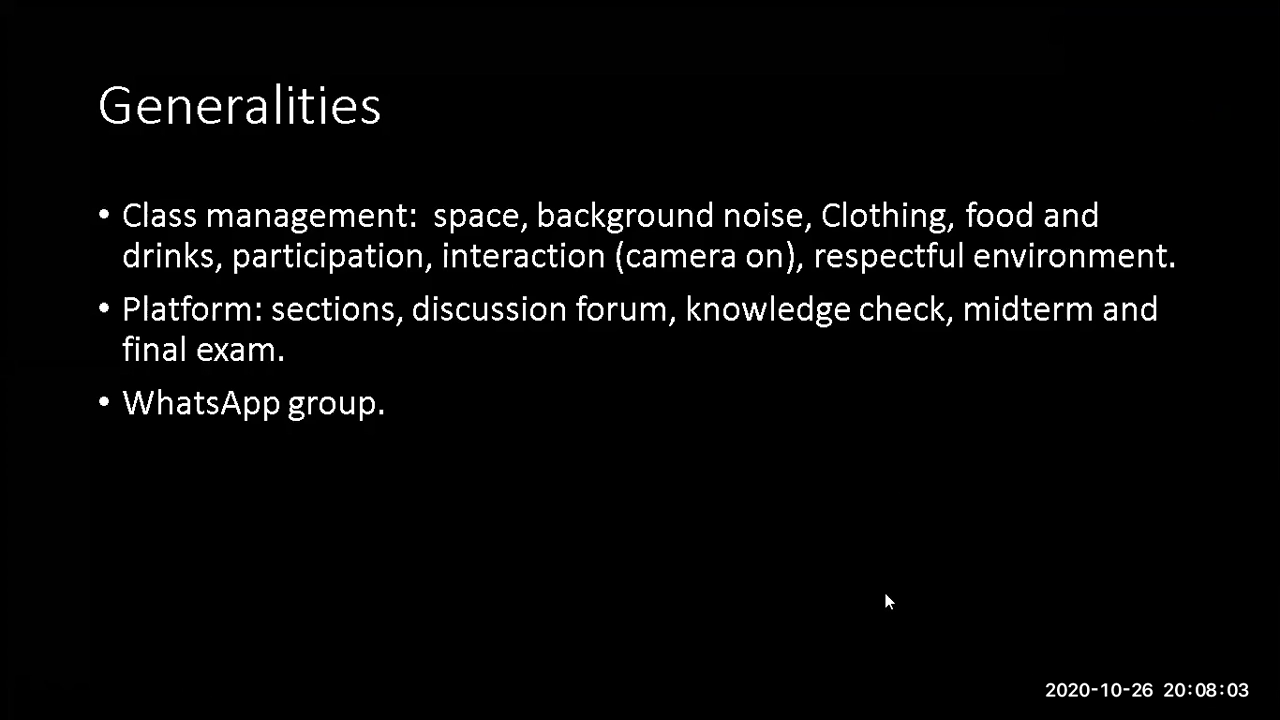 Generalities
• Class management:  space, background noise, Clothing, food and
drinks, participation, interaction (camera on), respectful environment.
• Platform: sections, discussion forum, knowledge check, midterm and
final exam.
• WhatsApp group.
2020-10-26 20:08:03